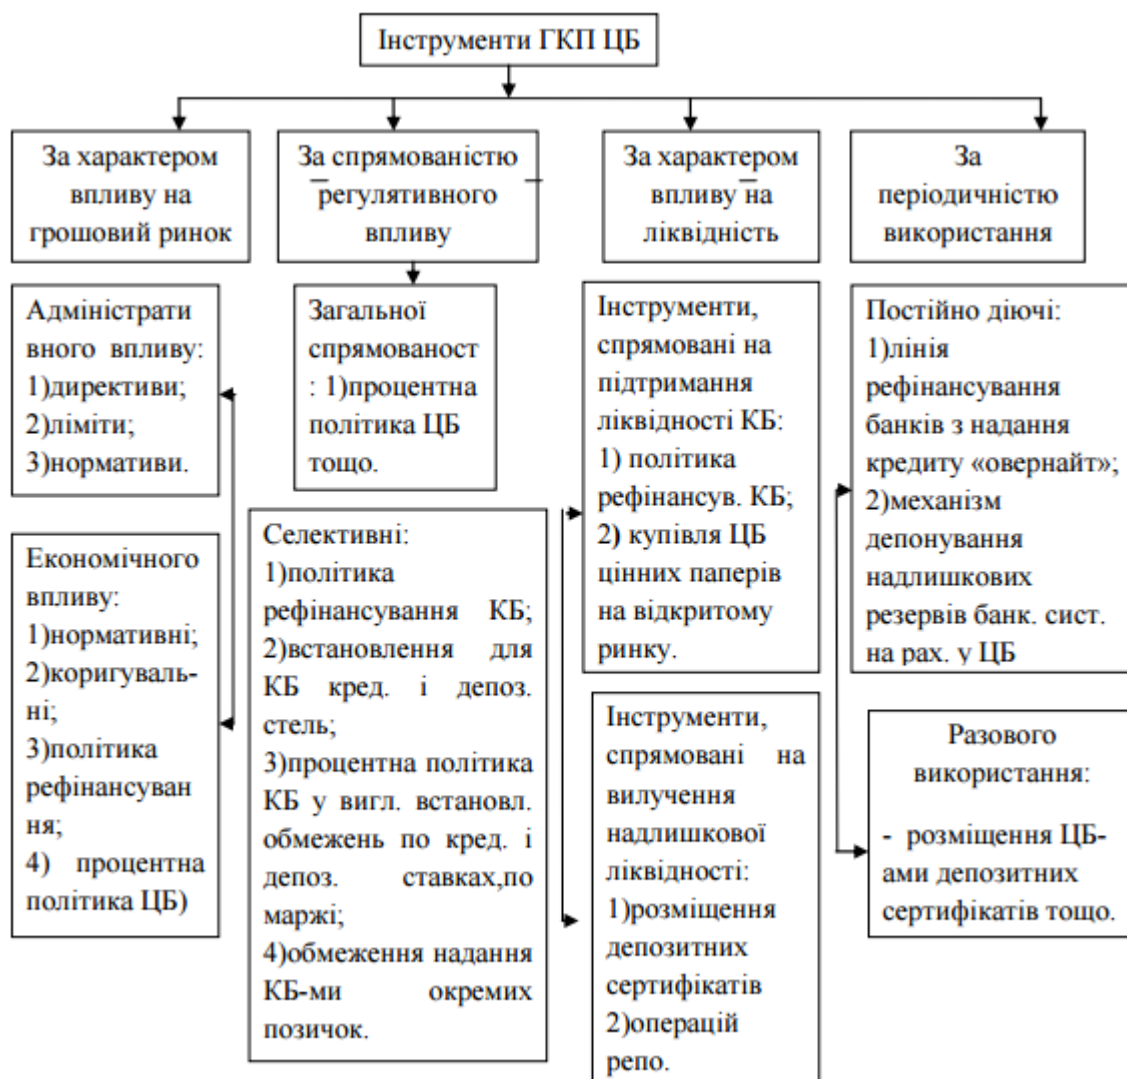 Інструменти ГКП ЦБ
За характером
впливу на
грошовий ринок
За спрямованістю
регулятивного
впливу
За характером
впливу на
ліквідність
За
періодичністю
використання
Адміністрати
вного впливу:
1)директиви;
2)ліміти;
3)нормативи.
Економічного
впливу:
1)нормативні;
2)коригуваль-
ні;
3)політика
рефінансуван
ня;
4) процентна
політика ЦБ)
Загальної
спрямованост
: 1)процентна
політика ЦБ
тощо.
Селективні:
1)політика
рефінансування КБ;
2)встановлення для
КБ кред. і депоз.
стель;
3)процентна політика
КБ у вигл. встановл.
обмежень по кред. і
депоз. ставках,по
маржі;
4)обмеження надання
КБ-ми окремих
позичок.
Інструменти,
спрямовані на
підтримання
ліквідності КБ:
1) політика
рефінансув. КБ;
2) купівля ЦБ
цінних паперів
на відкритому
ринку.
Інструменти,
спрямовані на
вилучення
надлишкової
ліквідності:
1)розміщення
депозитних
сертифікатів
2)операцій
репо.
Постійно діючі:
1)лінія
рефінансування
банків з надання
кредиту «овернайт»;
2)механізм
депонування
надлишкових
резервів банк. сист.
на рах. у ЦБ
Разового
використання:
- розміщення ЦБ-
ами депозитних
сертифікатів тощо.